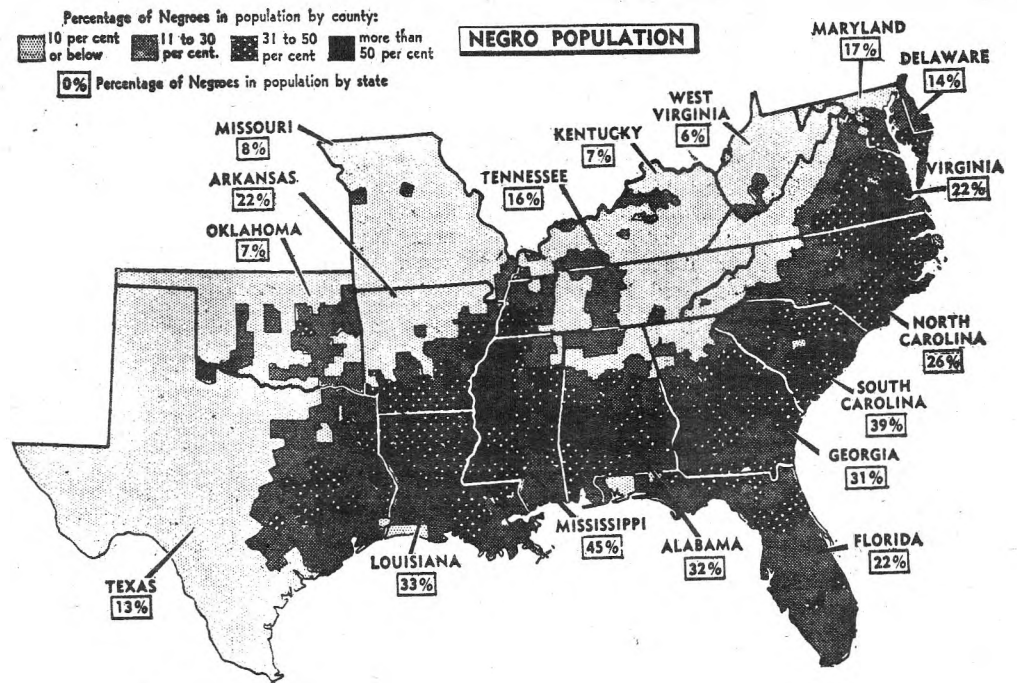 Percentage of Negroes in population by county:
10 per cent or below
11 to 30 per cent.
31 to 50 per cent
more than 50 per cent
0% Percentage of Negroes in population by state
NEGRO POPULATION
MARYLAND
17%
DELAWARE
14%
WEST VIRGINIA
6%
KENTUCKY
7%
MISSOURI
8%
TENNESSEE
16%
VIRGINIA
22%
ARKANSAS.
22%
OKLAHOMA
7%
NORTH CAROLINA
26%
SOUTH CAROLINA
39%
GEORGIA
31%
MISSISSIPPI
45%
ALABAMA
32%
FLORIDA
22%
LOUISIANA
33%
TEXAS
13%